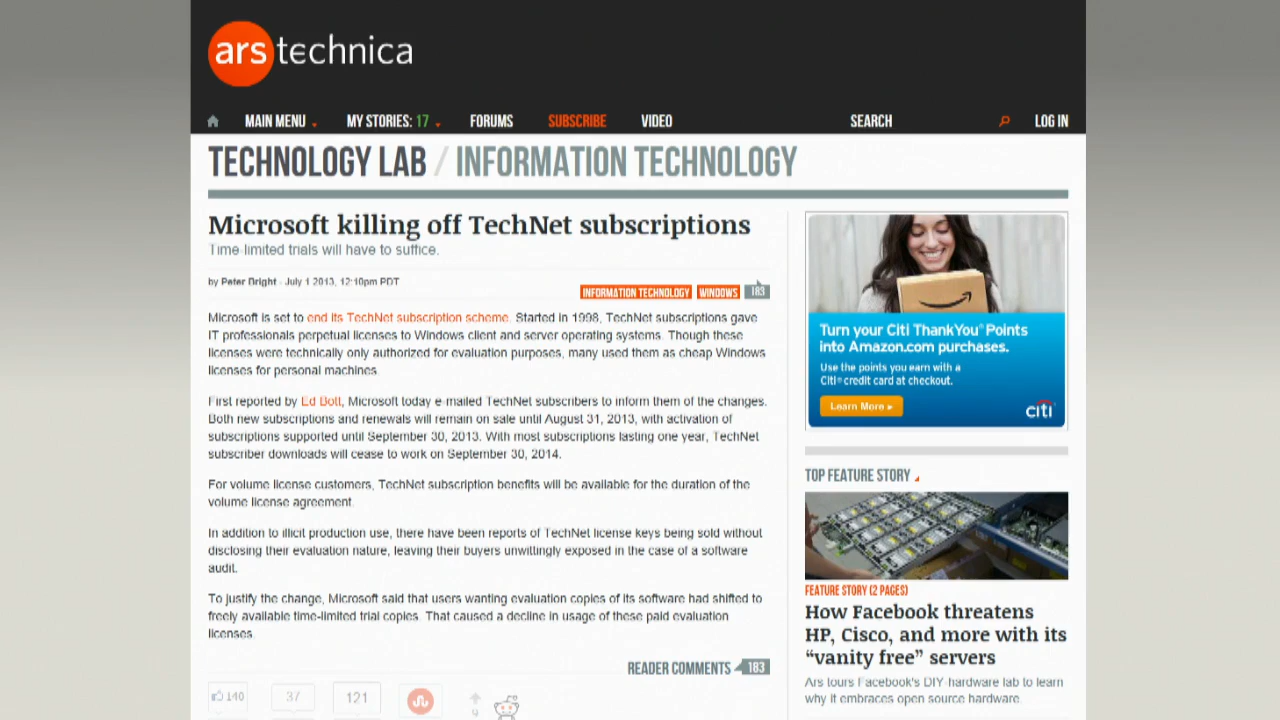 ars technica
MAIN MENU
MY STORIES: 17
FORUMS
SUBSCRIBE
VIDEO
SEARCH
LOG IN
TECHNOLOGY LAB / INFORMATION TECHNOLOGY
Microsoft killing off TechNet subscriptions
Time-limited trials will have to suffice.
by Peter Bright - July 1 2013, 12:10pm PDT
INFORMATION TECHNOLOGY
WINDOWS
183
Microsoft is set to end its TechNet subscription scheme. Started in 1998, TechNet subscriptions gave
IT professionals perpetual licenses to Windows client and server operating systems. Though these
licenses were technically only authorized for evaluation purposes, many used them as cheap Windows
licenses for personal machines.
First reported by Ed Bott, Microsoft today e-mailed TechNet subscribers to inform them of the changes.
Both new subscriptions and renewals will remain on sale until August 31, 2013, with activation of
subscriptions supported until September 30, 2013. With most subscriptions lasting one year, TechNet
subscriber downloads will cease to work on September 30, 2014.
For volume license customers, TechNet subscription benefits will be available for the duration of the
volume license agreement.
In addition to illicit production use, there have been reports of TechNet license keys being sold without
disclosing their evaluation nature, leaving their buyers unwittingly exposed in the case of a software
audit.
To justify the change, Microsoft said that users wanting evaluation copies of its software had shifted to
freely available time-limited trial copies. That caused a decline in usage of these paid evaluation
licenses.
READER COMMENTS 183
140
37
121
9
Turn your Citi ThankYou® Points
into Amazon.com purchases.
Use the points you earn with a
Citi® credit card at checkout.
Learn More ▸
citi
TOP FEATURE STORY
FEATURE STORY (2 PAGES)
How Facebook threatens
HP, Cisco, and more with its
“vanity free” servers
Ars tours Facebook's DIY hardware lab to learn
why it embraces open source hardware.